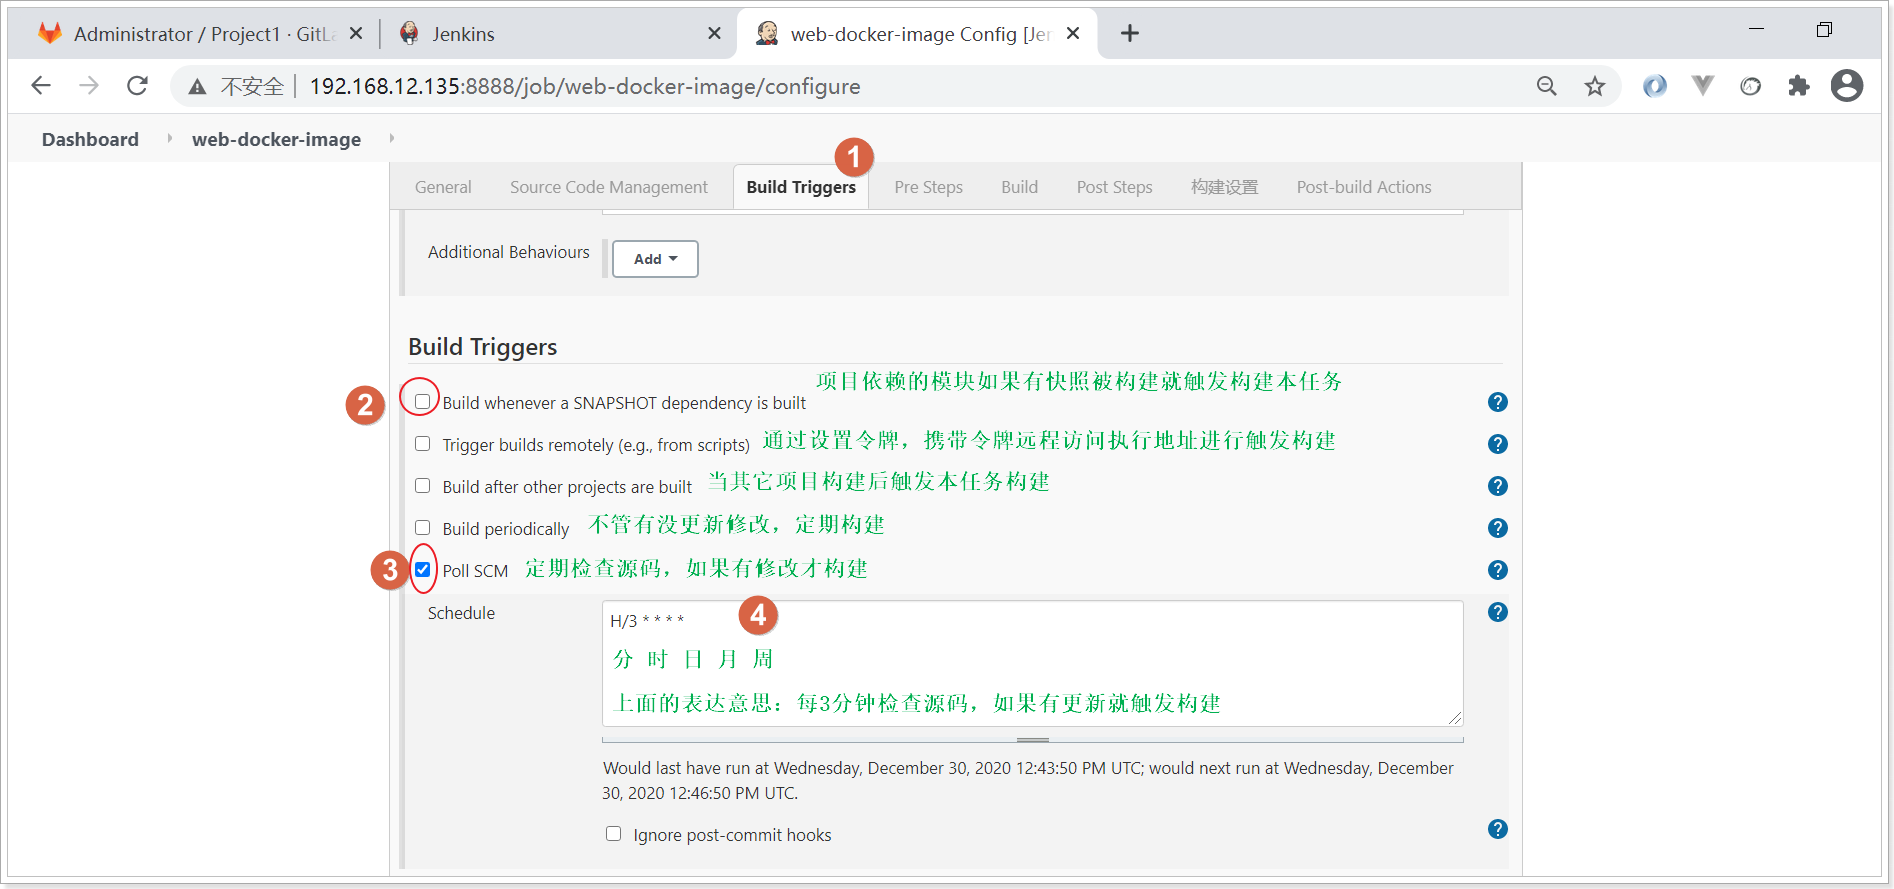 Administrator / Project1 · GitLa
Jenkins
web-docker-image Config [Jer
不安全 | 192.168.12.135:8888/job/web-docker-image/configure
Dashboard
web-docker-image
1
General
Source Code Management
Build Triggers
Pre Steps
Build
Post Steps
构建设置
Post-build Actions
Additional Behaviours
Add
Build Triggers
项目依赖的模块如果有快照被构建就触发构建本任务
2
Build whenever a SNAPSHOT dependency is built
?
Trigger builds remotely (e.g., from scripts)
通过设置令牌，携带令牌远程访问执行地址进行触发构建
?
Build after other projects are built
当其它项目构建后触发本任务构建
?
Build periodically
不管有没更新修改，定期构建
?
3
Poll SCM
定期检查源码，如果有修改才构建
?
Schedule
H/3 * * * *
4
?
分 时 日 月 周
上面的表达意思：每3分钟检查源码，如果有更新就触发构建
Would last have run at Wednesday, December 30, 2020 12:43:50 PM UTC; would next run at Wednesday, December
30, 2020 12:46:50 PM UTC.
Ignore post-commit hooks
?